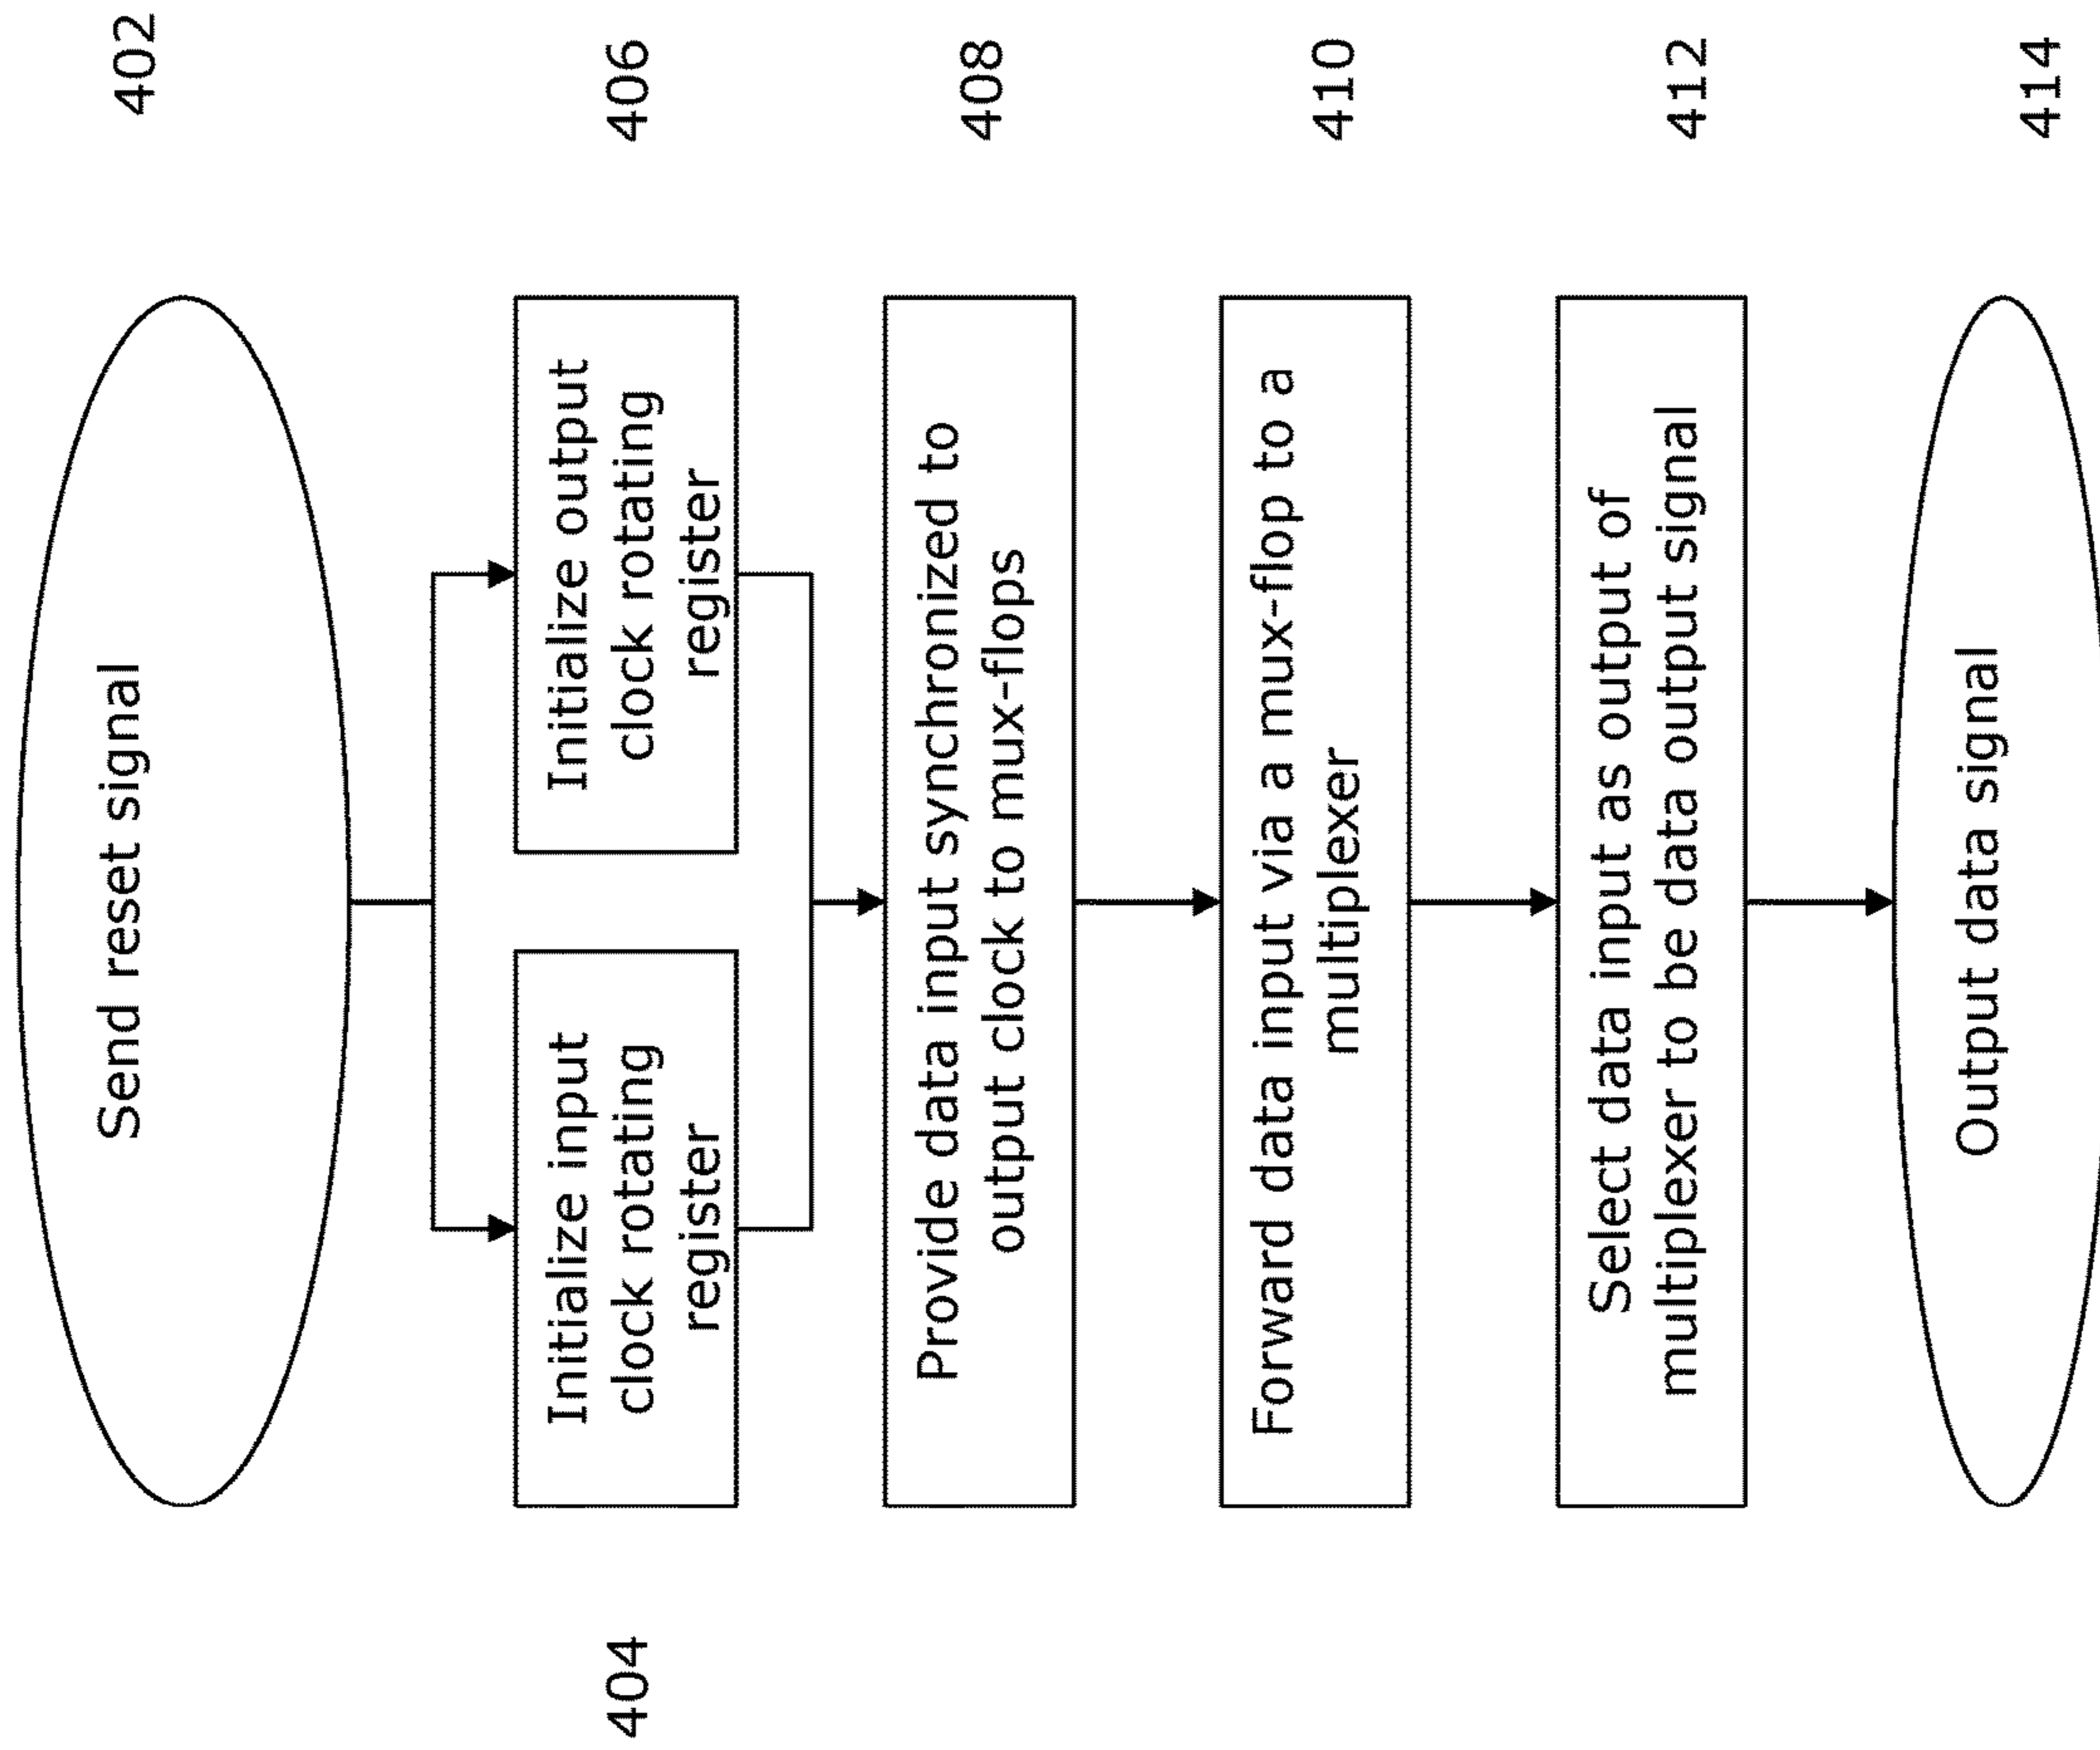 402
Send reset signal
404
Initialize input
clock rotating
register
Initialize output
clock rotating
register
406
Provide data input synchronized to
output clock to mux-flops
408
Forward data input via a mux-flop to a
multiplexer
410
Select data input as output of
multiplexer to be data output signal
412
Output data signal
414